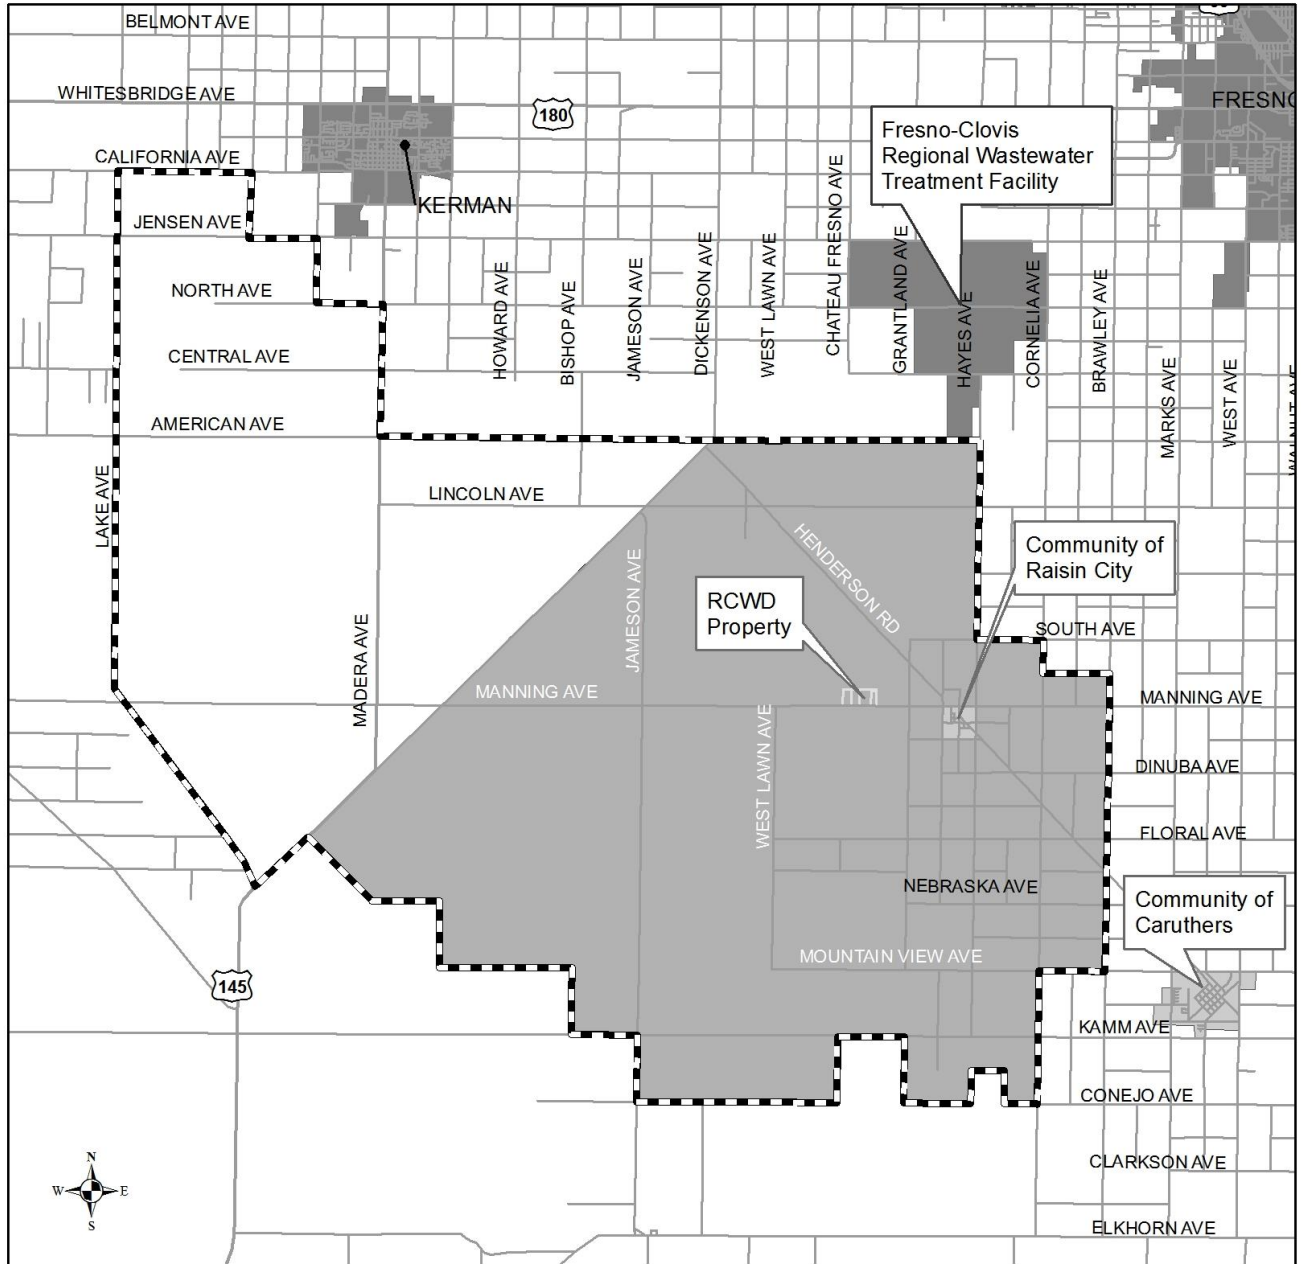 BELMONT AVE
WHITESBRIDGE AVE
180
FRESNO
Fresno-Clovis
Regional Wastewater
Treatment Facility
CALIFORNIA AVE
KERMAN
JENSEN AVE
NORTH AVE
CENTRAL AVE
AMERICAN AVE
HOWARD AVE
BISHOP AVE
JAMESON AVE
DICKENSON AVE
WEST LAWN AVE
CHATEAU FRESNO AVE
GRANTLAND AVE
HAYES AVE
CORNELIA AVE
BRAWLEY AVE
MARKS AVE
WEST AVE
WALNUT AVE
LAKE AVE
LINCOLN AVE
HENDERSON RD
Community of
Raisin City
RCWD
Property
JAMESON AVE
SOUTH AVE
MADERA AVE
MANNING AVE
MANNING AVE
WEST LAWN AVE
DINUBA AVE
FLORAL AVE
NEBRASKA AVE
Community of
Caruthers
MOUNTAIN VIEW AVE
145
KAMM AVE
CONEJO AVE
CLARKSON AVE
ELKHORN AVE
N
W
E
S